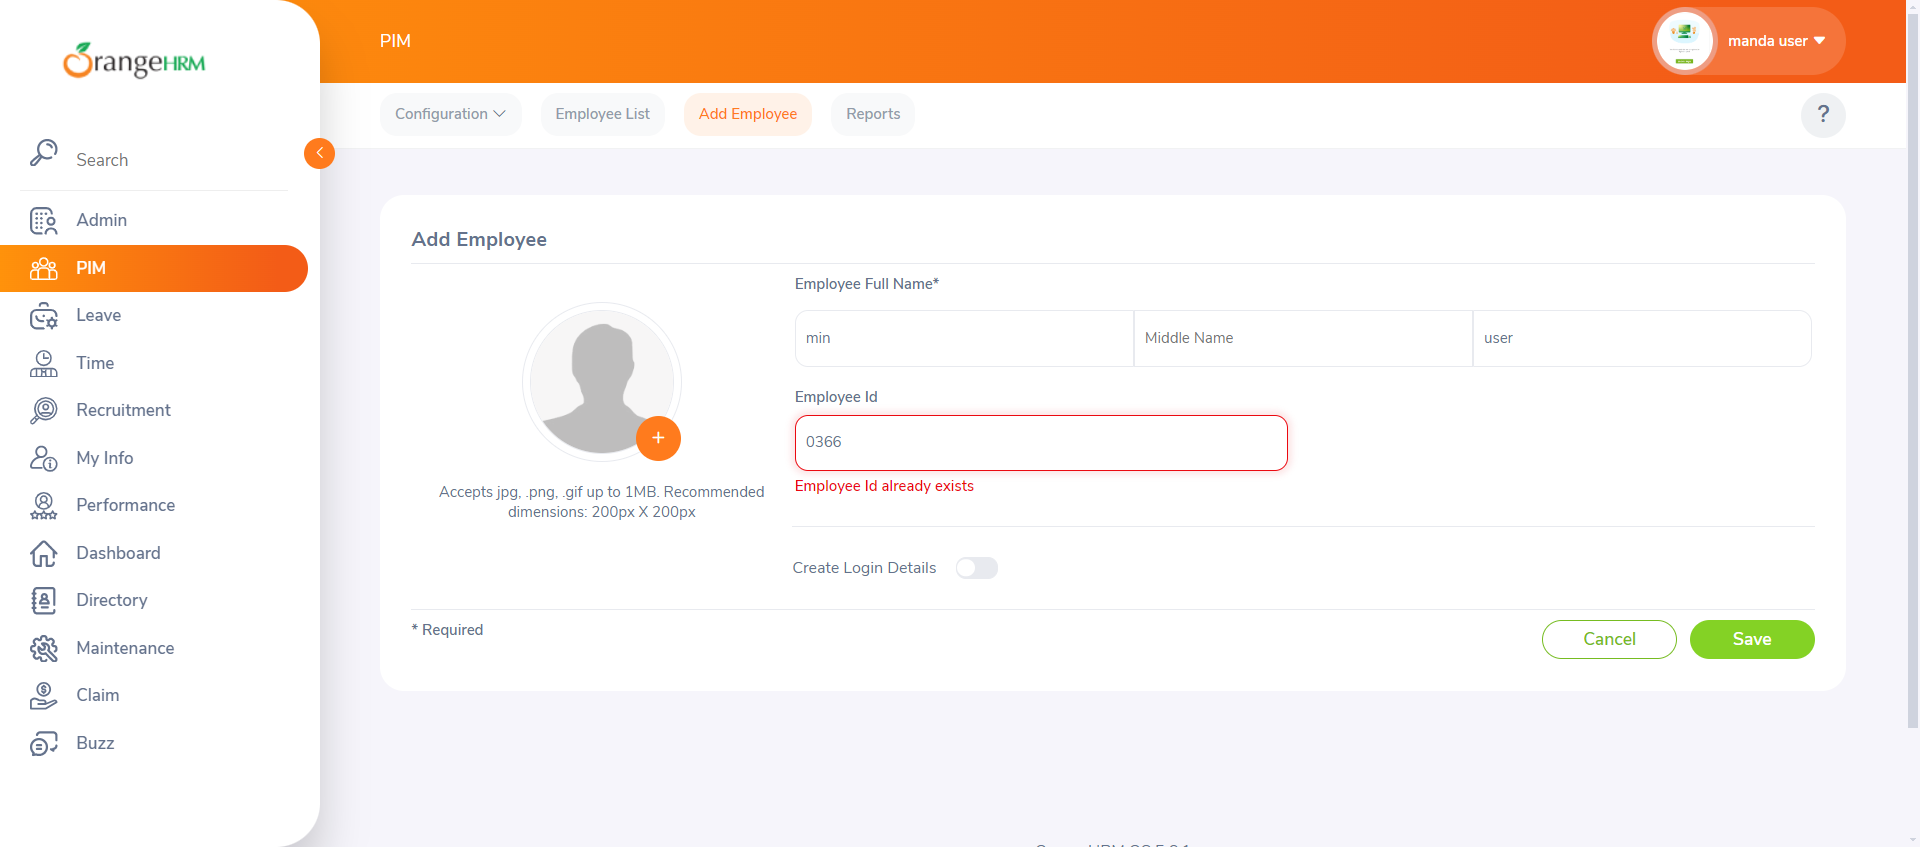 OrangeHRM
Search
Admin
PIM
Leave
Time
Recruitment
My Info
Performance
Dashboard
Directory
Maintenance
Claim
Buzz
PIM
manda user
Configuration
Employee List
Add Employee
Reports
?
Add Employee
Accepts jpg, .png, .gif up to 1MB. Recommended
dimensions: 200px X 200px
Employee Full Name*
min
Middle Name
user
Employee Id
0366
Employee Id already exists
Create Login Details
* Required
Cancel
Save